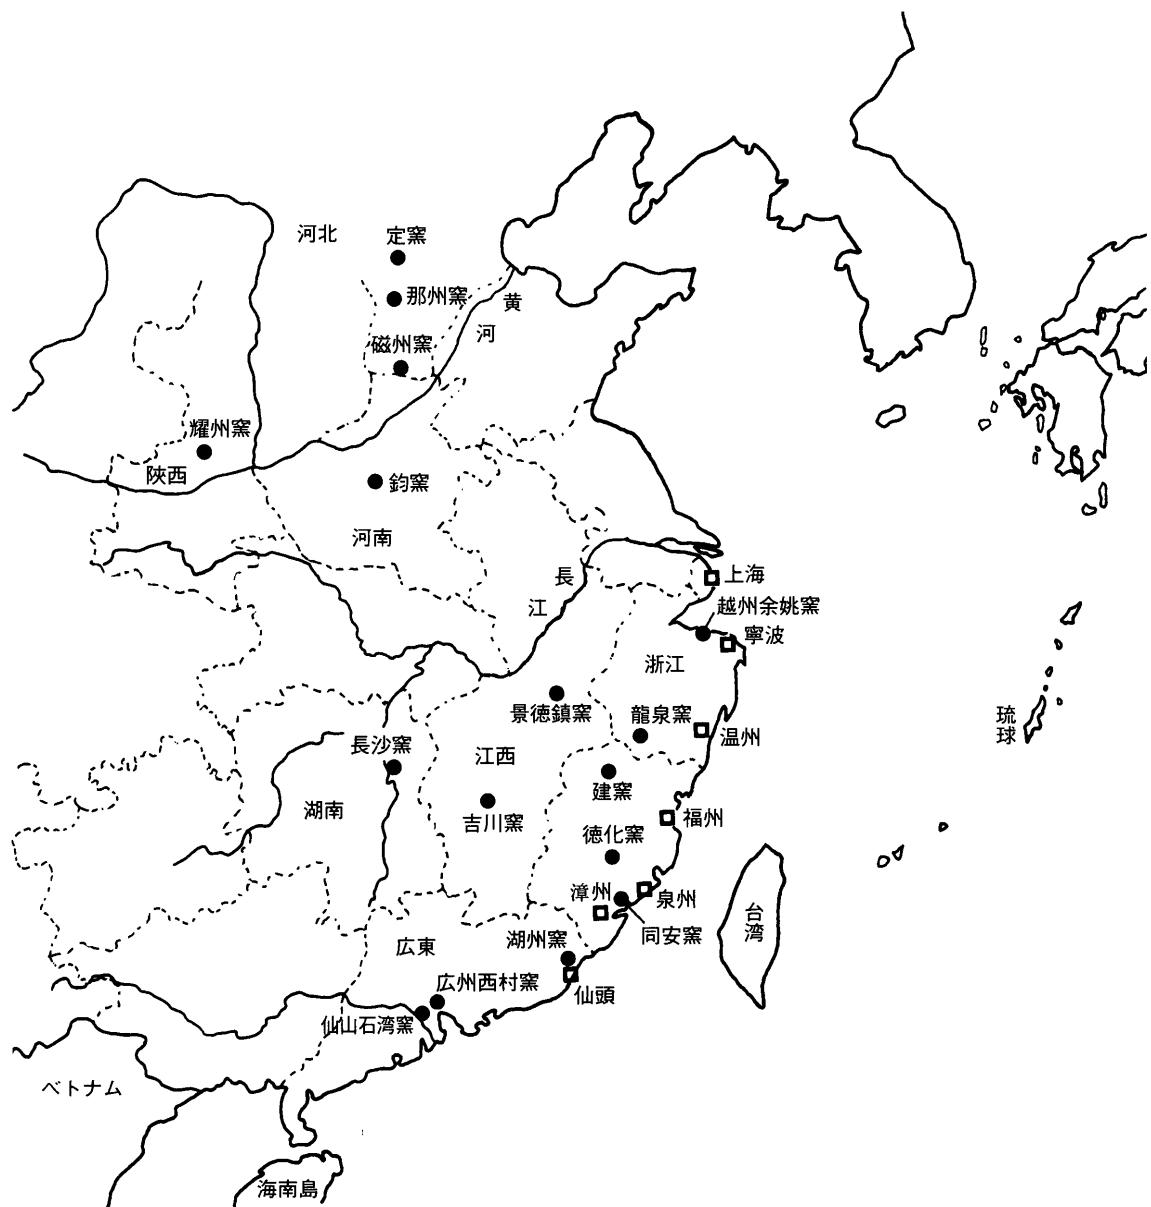 河北
定窯
那州窯
黄
河
磁州窯
耀州窯
陝西
鈞窯
河南
長
江
上海
越州余姚窯
寧波
浙江
景徳鎮窯
龍泉窯
温州
琉
球
長沙窯
江西
建窯
湖南
吉川窯
福州
徳化窯
漳州
泉州
台
湾
同安窯
広東
湖州窯
広州西村窯
仙頭
仙山石湾窯
ベトナム
海南島